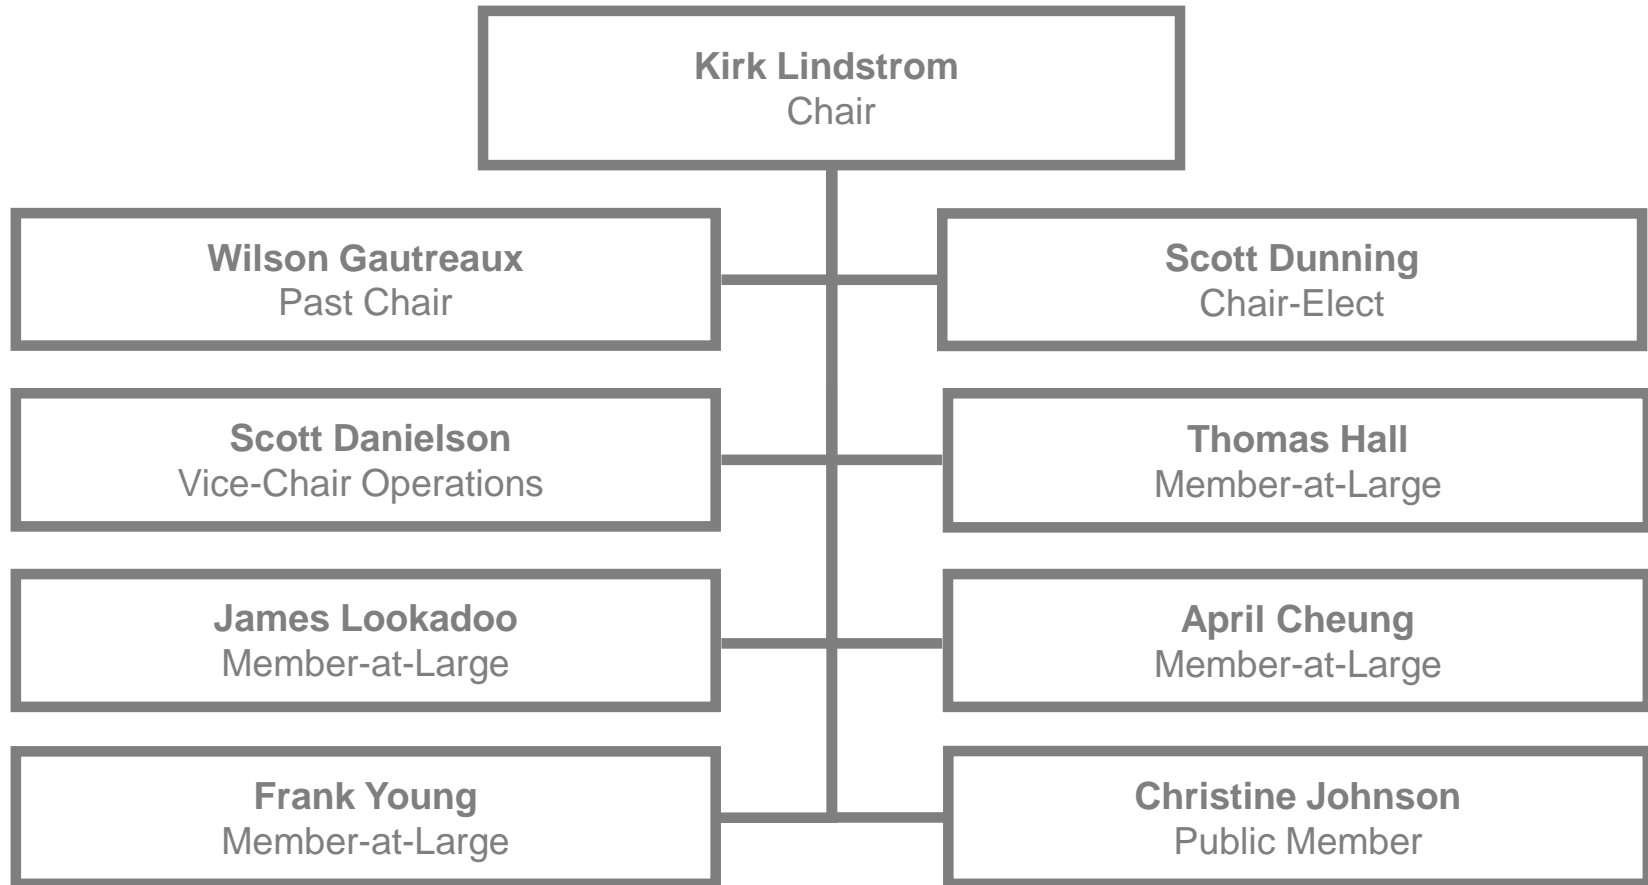 Kirk Lindstrom
Chair
Wilson Gautreaux
Past Chair
Scott Dunning
Chair-Elect
Scott Danielson
Vice-Chair Operations
Thomas Hall
Member-at-Large
James Lookadoo
Member-at-Large
April Cheung
Member-at-Large
Frank Young
Member-at-Large
Christine Johnson
Public Member